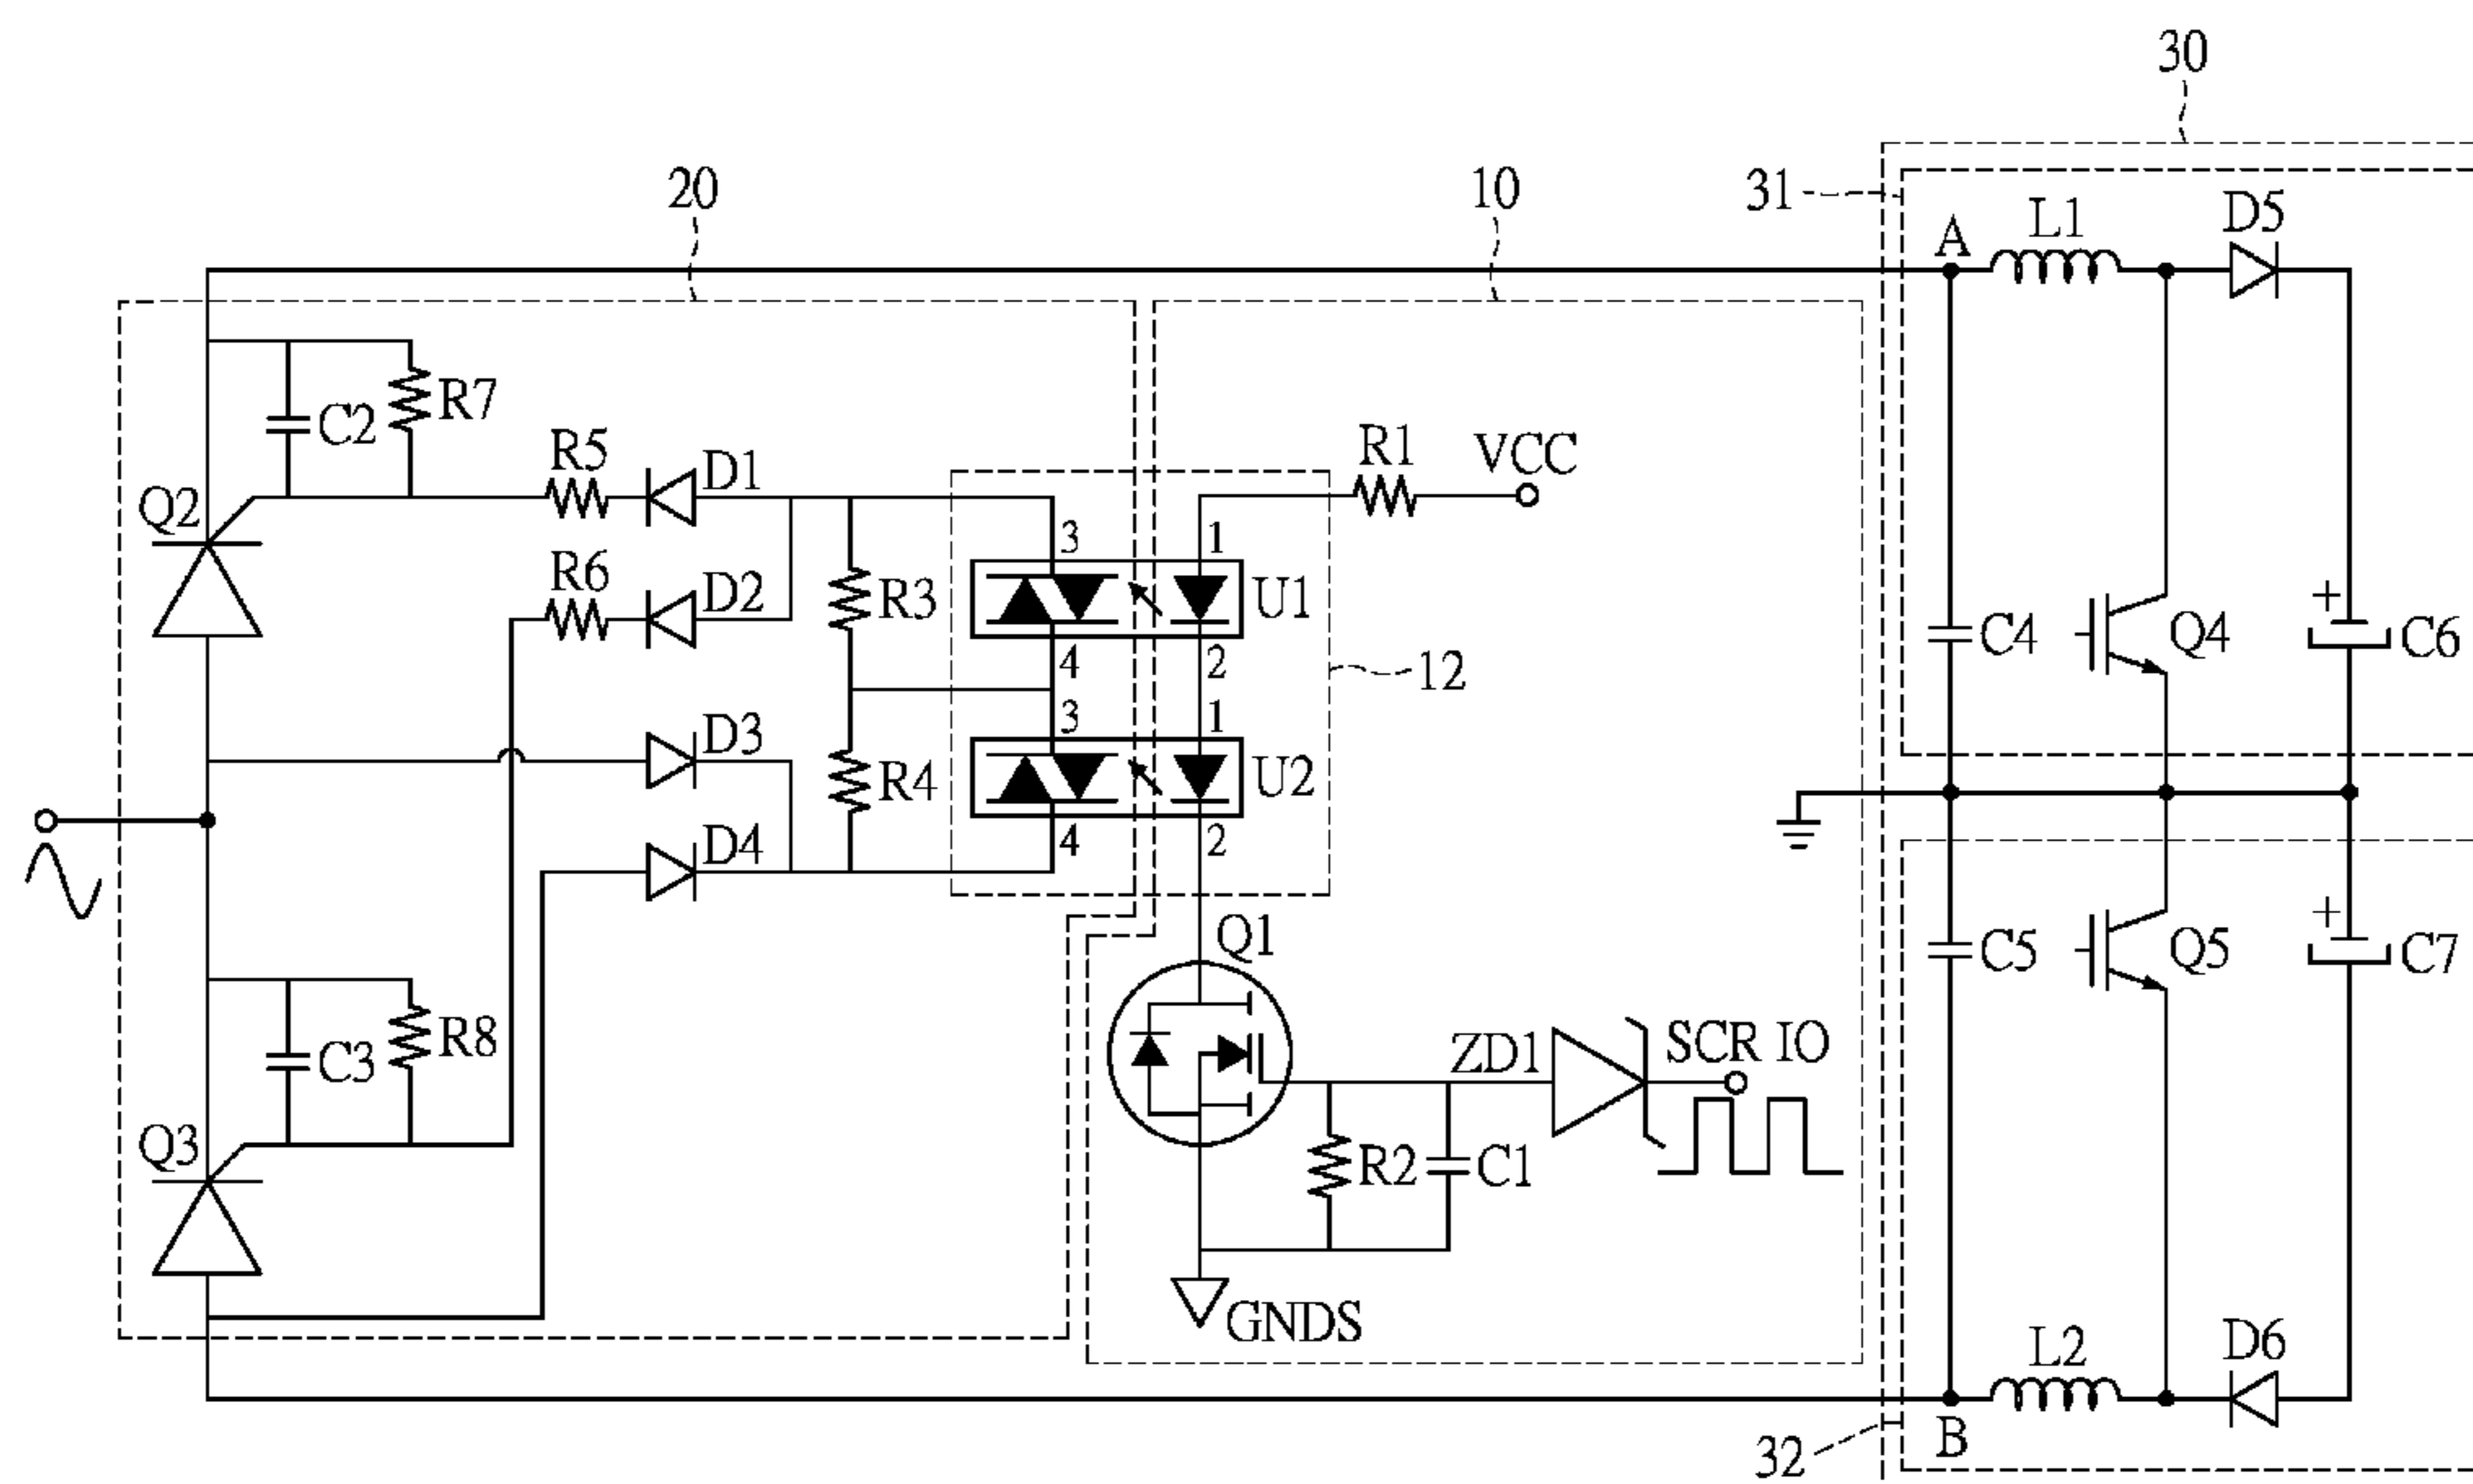 30
20
10
31
A
L1
D5
C2
R7
R5
D1
R1
VCC
Q2
R6
D2
R3
3
1
U1
4
2
12
C4
Q4
+
C6
3
1
D3
R4
U2
D4
4
2
Q1
C5
Q5
+
C7
C3
R8
ZD1
SCR IO
Q3
R2
C1
GNDS
L2
D6
B
32